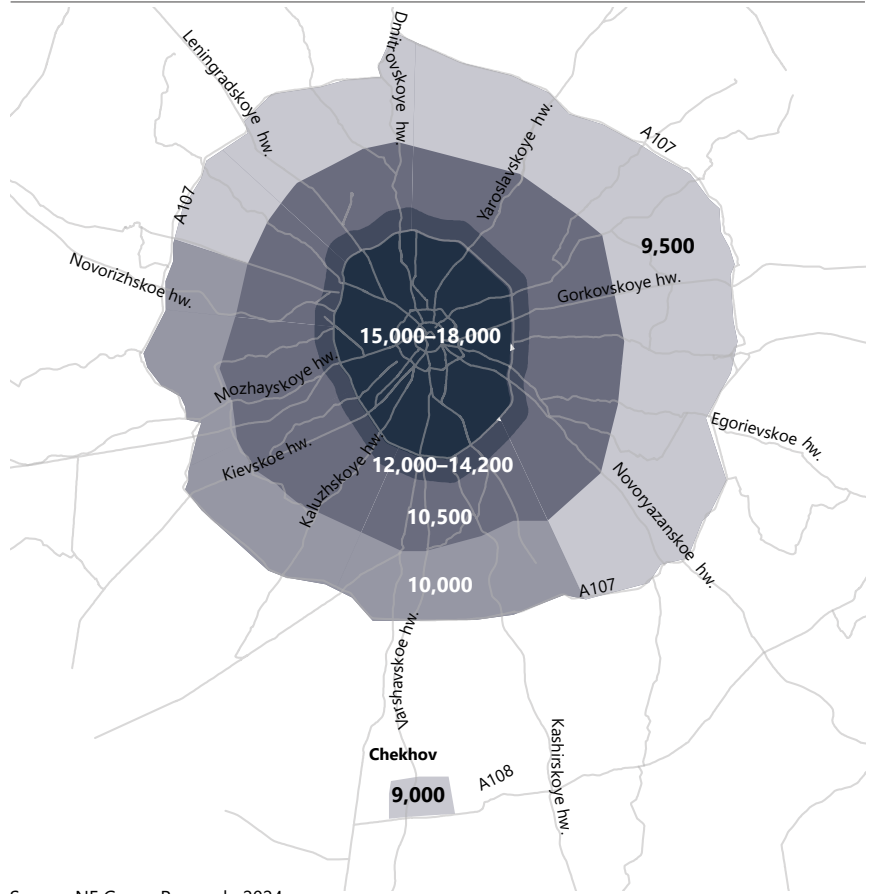 Dmitrovskoye hw.
Leningradskoye hw.
Yaroslavskoye hw.
A107
A107
9,500
Novorizhskoe hw.
Gorkovskoye hw.
15,000–18,000
Mozhayskoye hw.
Egorievskoe hw.
Kievskoe hw.
Kaluzhskoye hw.
12,000–14,200
10,500
Novoryazanskoe hw.
10,000
A107
Varshavskoe hw.
Kashirskoye hw.
Chekhov
A108
9,000